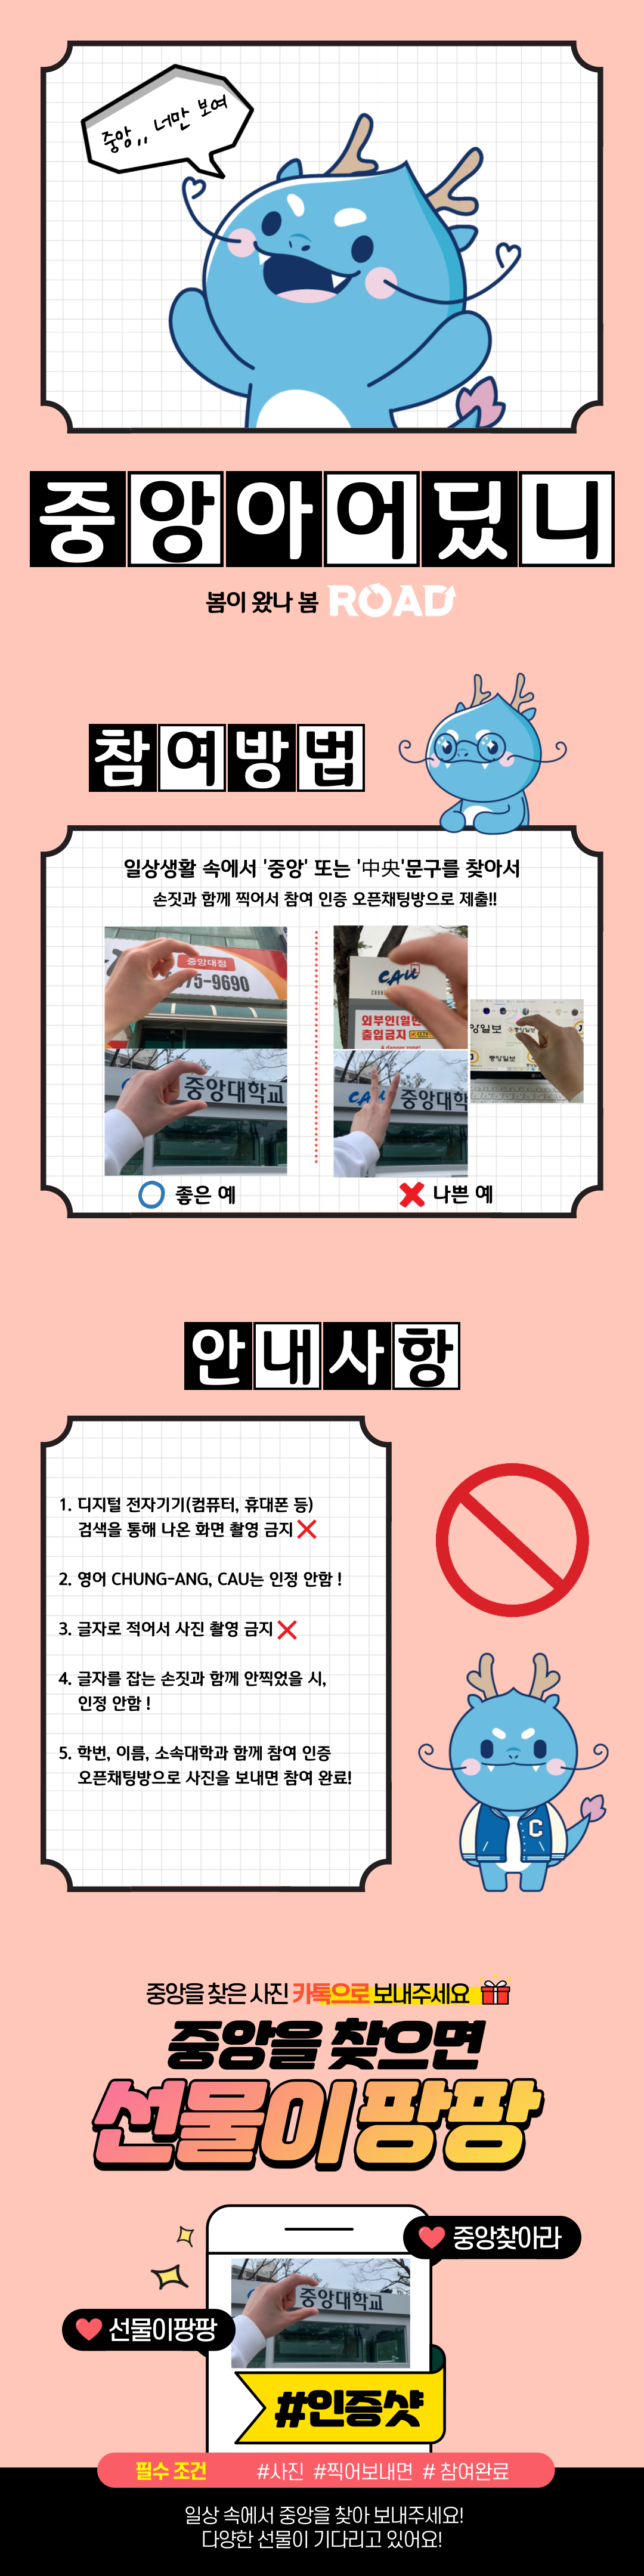 중앙,, 너만 보여
중앙아어딨니
봄이 왔나 봄 ROAD
참여방법
일상생활 속에서 '중앙' 또는 '中央'문구를 찾아서
손짓과 함께 찍어서 참여 인증 오픈채팅방으로 제출!!
중앙대점
75-9690
중앙대학교
CAU
외부인(일반
출입금지
CAU 중앙대학
앙일보
중앙일보
좋은 예
나쁜 예
안내사항
1. 디지털 전자기기(컴퓨터, 휴대폰 등)
검색을 통해 나온 화면 촬영 금지
2. 영어 CHUNG-ANG, CAU는 인정 안함 !
3. 글자로 적어서 사진 촬영 금지
4. 글자를 잡는 손짓과 함께 안찍었을 시,
인정 안함 !
5. 학번, 이름, 소속대학과 함께 참여 인증
오픈채팅방으로 사진을 보내면 참여 완료!
C
중앙을 찾은 사진 카톡으로 보내주세요
중앙을 찾으면
선물이 팡팡
중앙찾아라
중앙대학교
선물이팡팡
#인증샷
필수 조건 #사진 #찍어보내면 # 참여완료
일상 속에서 중앙을 찾아 보내주세요!
다양한 선물이 기다리고 있어요!